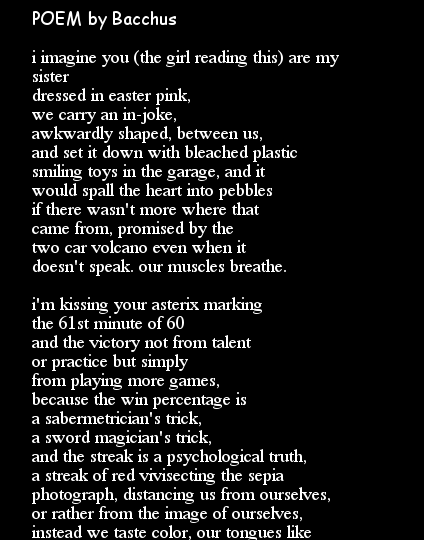 POEM by Bacchus
i imagine you (the girl reading this) are my
sister
dressed in easter pink,
we carry an in-joke,
awkwardly shaped, between us,
and set it down with bleached plastic
smiling toys in the garage, and it
would spall the heart into pebbles
if there wasn't more where that
came from, promised by the
two car volcano even when it
doesn't speak. our muscles breathe.
i'm kissing your asterix marking
the 61st minute of 60
and the victory not from talent
or practice but simply
from playing more games,
because the win percentage is
a sabermetrician's trick,
a sword magician's trick,
and the streak is a psychological truth,
a streak of red vivisecting the sepia
photograph, distancing us from ourselves,
or rather from the image of ourselves,
instead we taste color, our tongues like